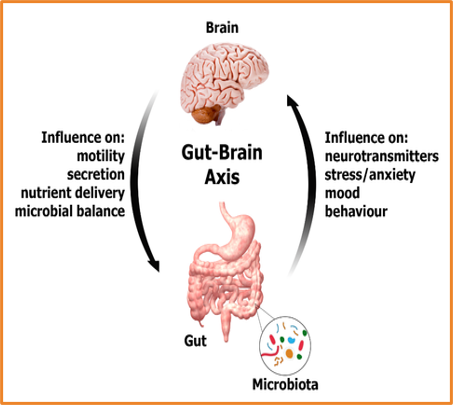 Brain
Gut-Brain
Axis
Influence on:
motility
secretion
nutrient delivery
microbial balance
Influence on:
neurotransmitters
stress/anxiety
mood
behaviour
Gut
Microbiota